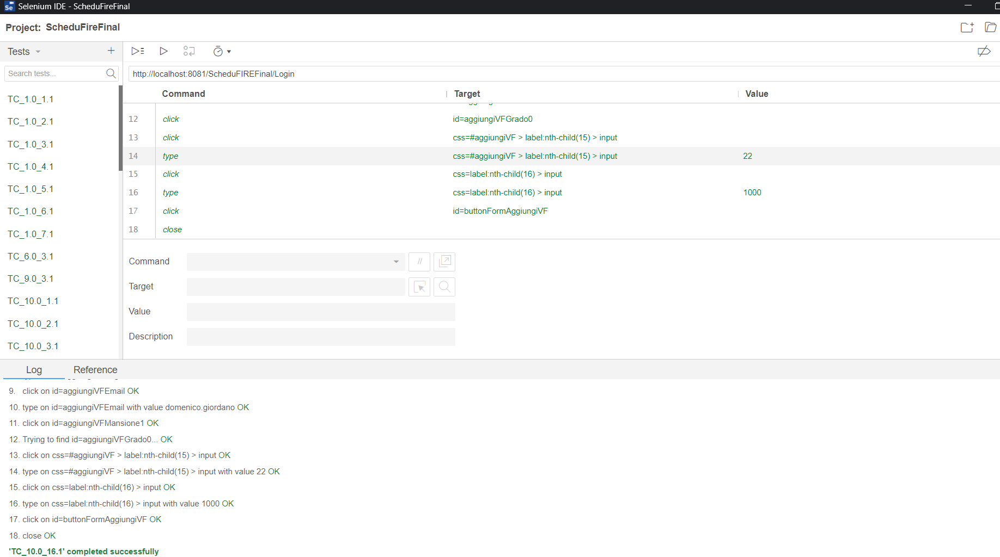 Selenium IDE - ScheduFireFinal
Project: ScheduFireFinal
Tests
Search tests...
TC_1.0_1.1
TC_1.0_2.1
TC_1.0_3.1
TC_1.0_4.1
TC_1.0_5.1
TC_1.0_6.1
TC_1.0_7.1
TC_6.0_3.1
TC_9.0_3.1
TC_10.0_1.1
TC_10.0_2.1
TC_10.0_3.1
http://localhost:8081/ScheduFIREFinal/Login
Command Target Value
12 click id=aggiungiVFGrado0
13 click css=#aggiungiVF > label:nth-child(15) > input
14 type css=#aggiungiVF > label:nth-child(15) > input 22
15 click css=label:nth-child(16) > input
16 type css=label:nth-child(16) > input 1000
17 click id=buttonFormAggiungiVF
18 close
Command //
Target
Value
Description
Log Reference
9. click on id=aggiungiVFEmail OK
10. type on id=aggiungiVFEmail with value domenico.giordano OK
11. click on id=aggiungiVFMansione1 OK
12. Trying to find id=aggiungiVFGrado0... OK
13. click on css=#aggiungiVF > label:nth-child(15) > input OK
14. type on css=#aggiungiVF > label:nth-child(15) > input with value 22 OK
15. click on css=label:nth-child(16) > input OK
16. type on css=label:nth-child(16) > input with value 1000 OK
17. click on id=buttonFormAggiungiVF OK
18. close OK
'TC_10.0_16.1' completed successfully